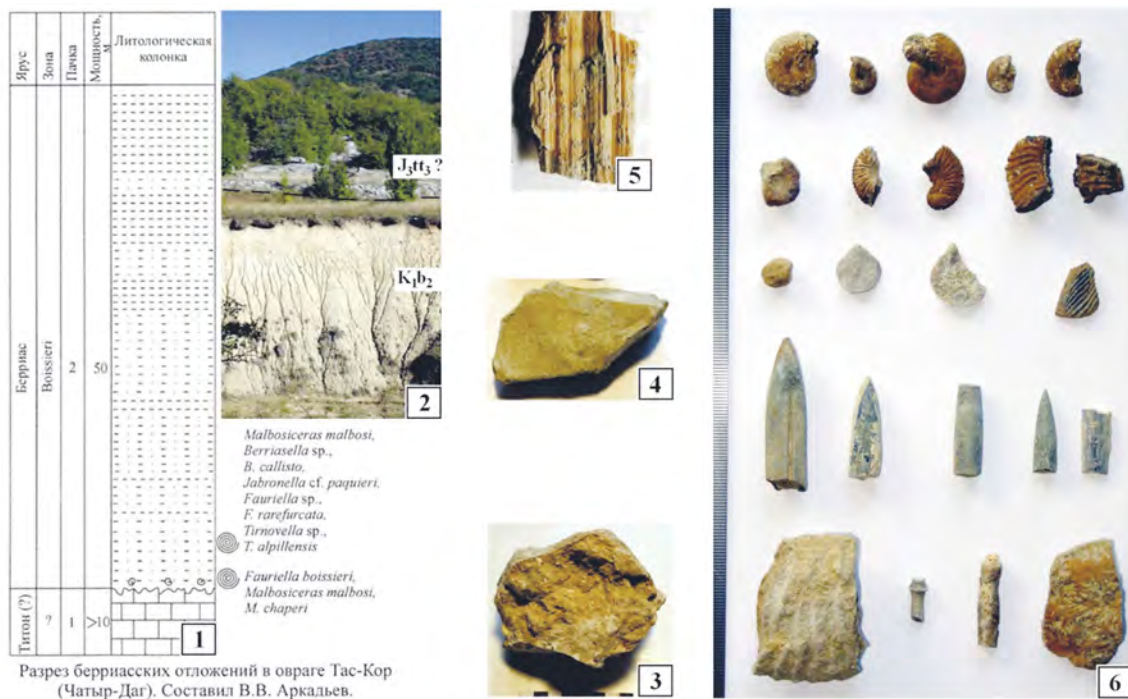 Ярус
Зона
Пачка
Мощность, м
Литологическая
колонка
Берриас
Boissieri
2
50
Титон (?)
?
1
>10
1
J₃tt₃ ?
K₁b₂
2
Malbosiceras malbosi,
Berriasella sp.,
B. callisto,
Jabronella cf. paquieri,
Fauriella sp.,
F. rarefurcata,
Tirnovella sp.,
T. alpillensis
Fauriella boissieri,
Malbosiceras malbosi,
M. chaperi
Разрез берриасских отложений в овраге Тас-Кор
(Чатыр-Даг). Составил В.В. Аркадьев.
5
4
3
6